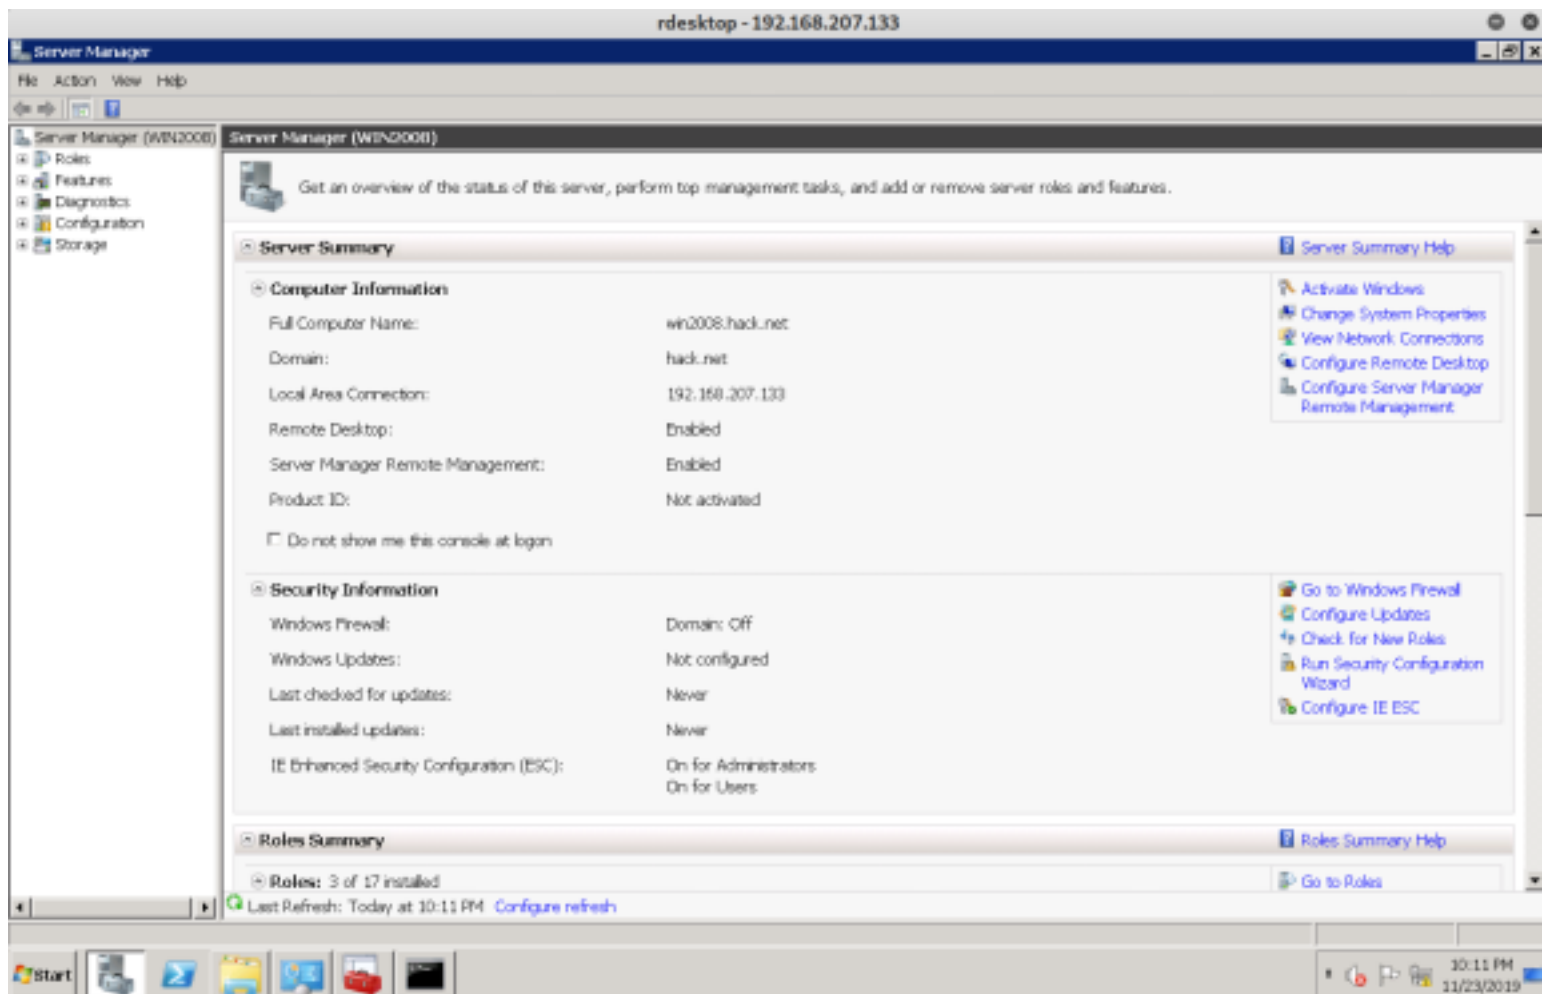 rdesktop - 192.168.207.133
Server Manager
File Action View Help
Server Manager (WIN2008)
Roles
Features
Diagnostics
Configuration
Storage
Server Manager (WIN2008)
Get an overview of the status of this server, perform top management tasks, and add or remove server roles and features.
Server Summary
Server Summary Help
Computer Information
Full Computer Name: win2008.hack.net
Domain: hack.net
Local Area Connection: 192.168.207.133
Remote Desktop: Enabled
Server Manager Remote Management: Enabled
Product ID: Not activated
Do not show me this console at logon
Activate Windows
Change System Properties
View Network Connections
Configure Remote Desktop
Configure Server Manager
Remote Management
Security Information
Windows Firewall: Domain: Off
Windows Updates: Not configured
Last checked for updates: Never
Last installed updates: Never
IE Enhanced Security Configuration (ESC): On for Administrators
On for Users
Go to Windows Firewall
Configure Updates
Check for New Roles
Run Security Configuration
Wizard
Configure IE ESC
Roles Summary
Roles Summary Help
Roles: 3 of 17 installed
Go to Roles
Last Refresh: Today at 10:11 PM Configure refresh
Start
10:11 PM
11/23/2019